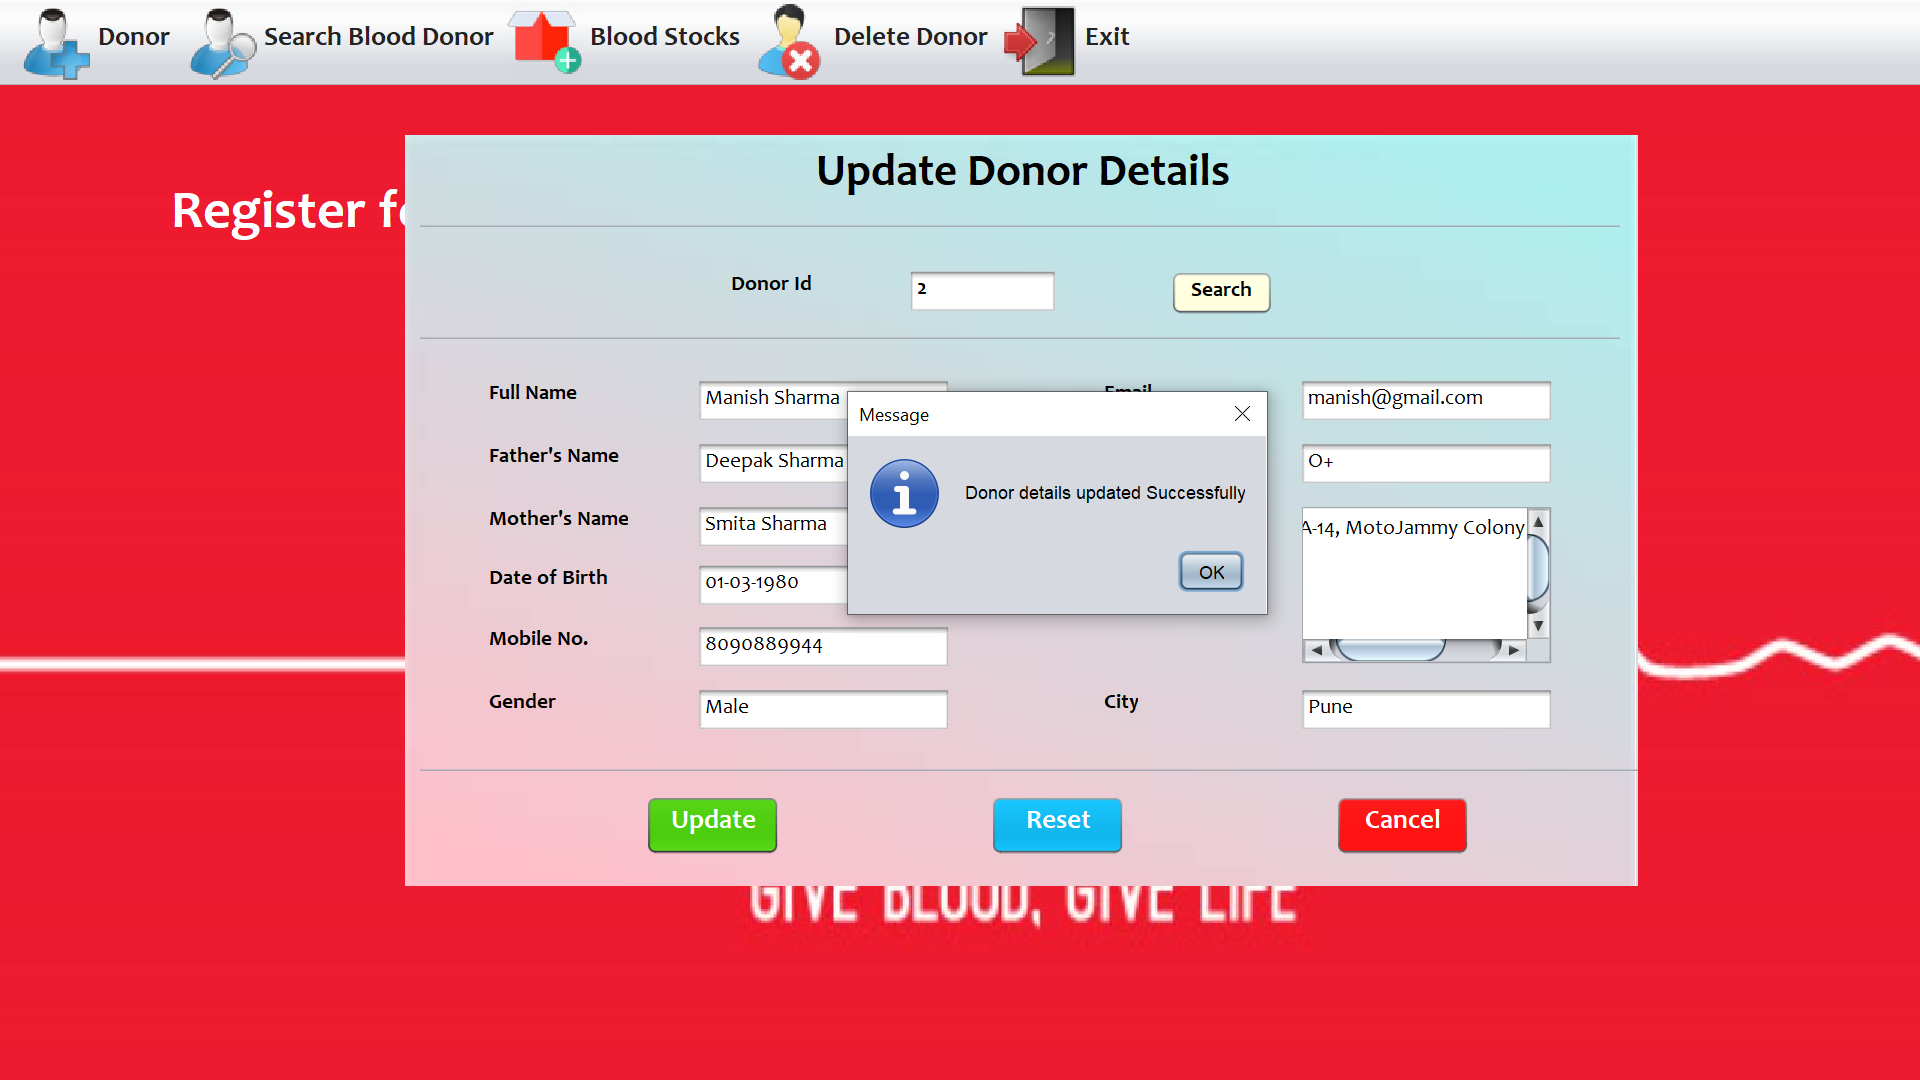 Donor Search Blood Donor Blood Stocks Delete Donor Exit
Update Donor Details
Register
Donor Id 2 Search
Full Name Manish Sharma Email manish@gmail.com
Message
Father's Name Deepak Sharma O+
Donor details updated Successfully
Mother's Name Smita Sharma A-14, MotoJammy Colony
OK
Date of Birth 01-03-1980
Mobile No. 8090889944
Gender Male City Pune
Update Reset Cancel
GIVE BLOOD, GIVE LIFE